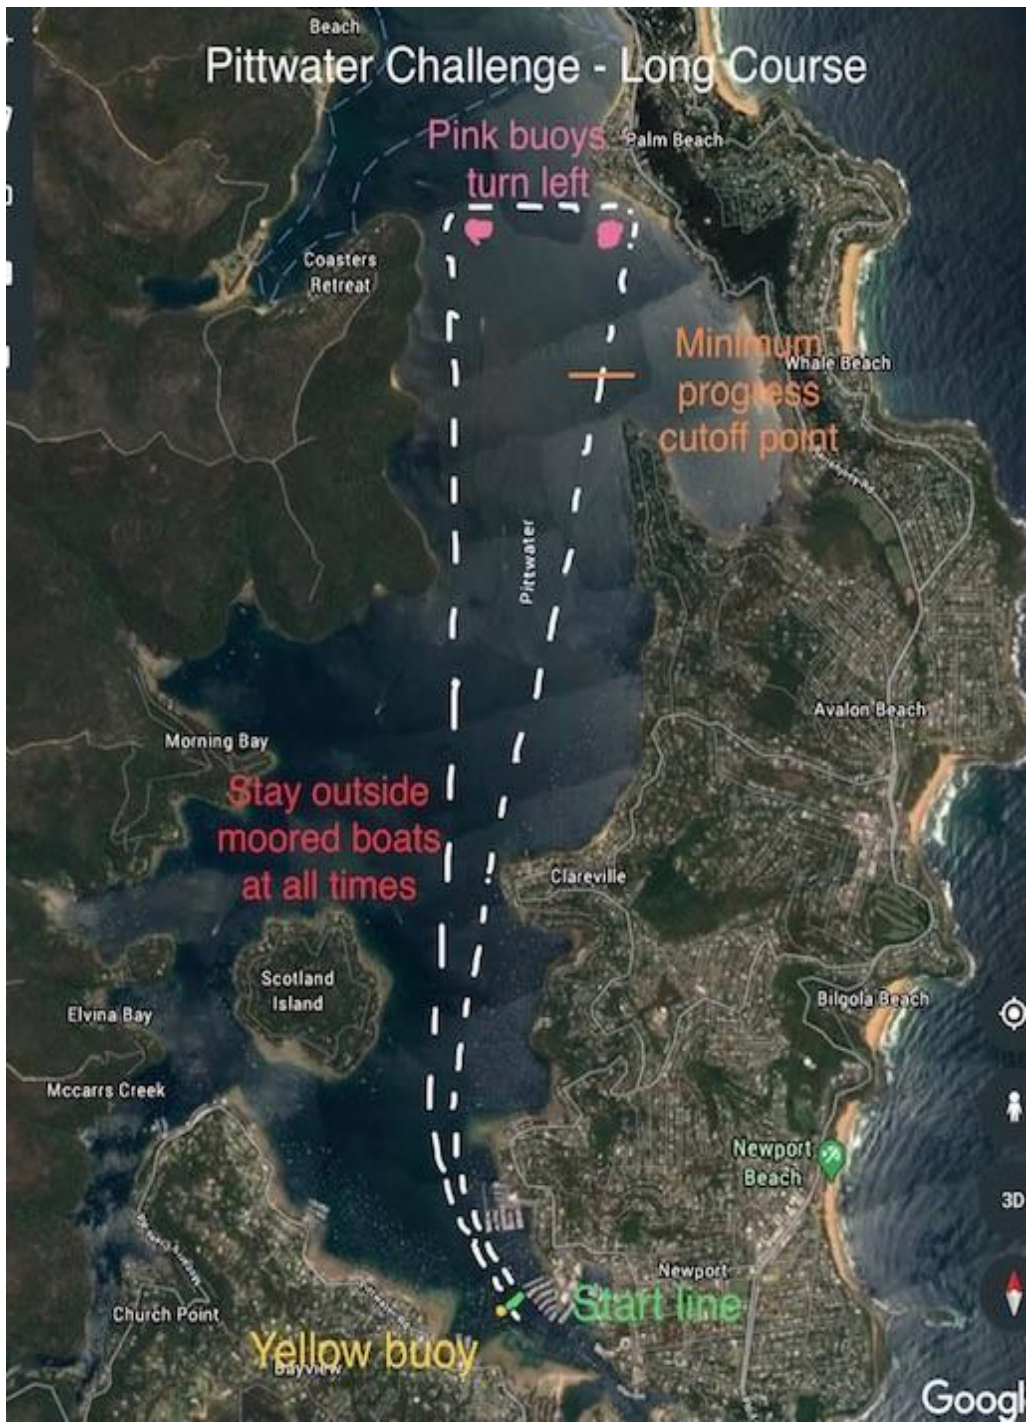 Beach
Pittwater Challenge - Long Course
Pink buoys
turn left
Palm Beach
Coasters
Retreat
Minimum
progress
cutoff point
Whale Beach
Pittwater
Avalon Beach
Morning Bay
Stay outside
moored boats
at all times
Clareville
Scotland
Island
Bilgola Beach
Elvina Bay
Mccarrs Creek
Newport
Beach
3D
Newport
Church Point
Start line
Yellow buoy
Bayview
Googl